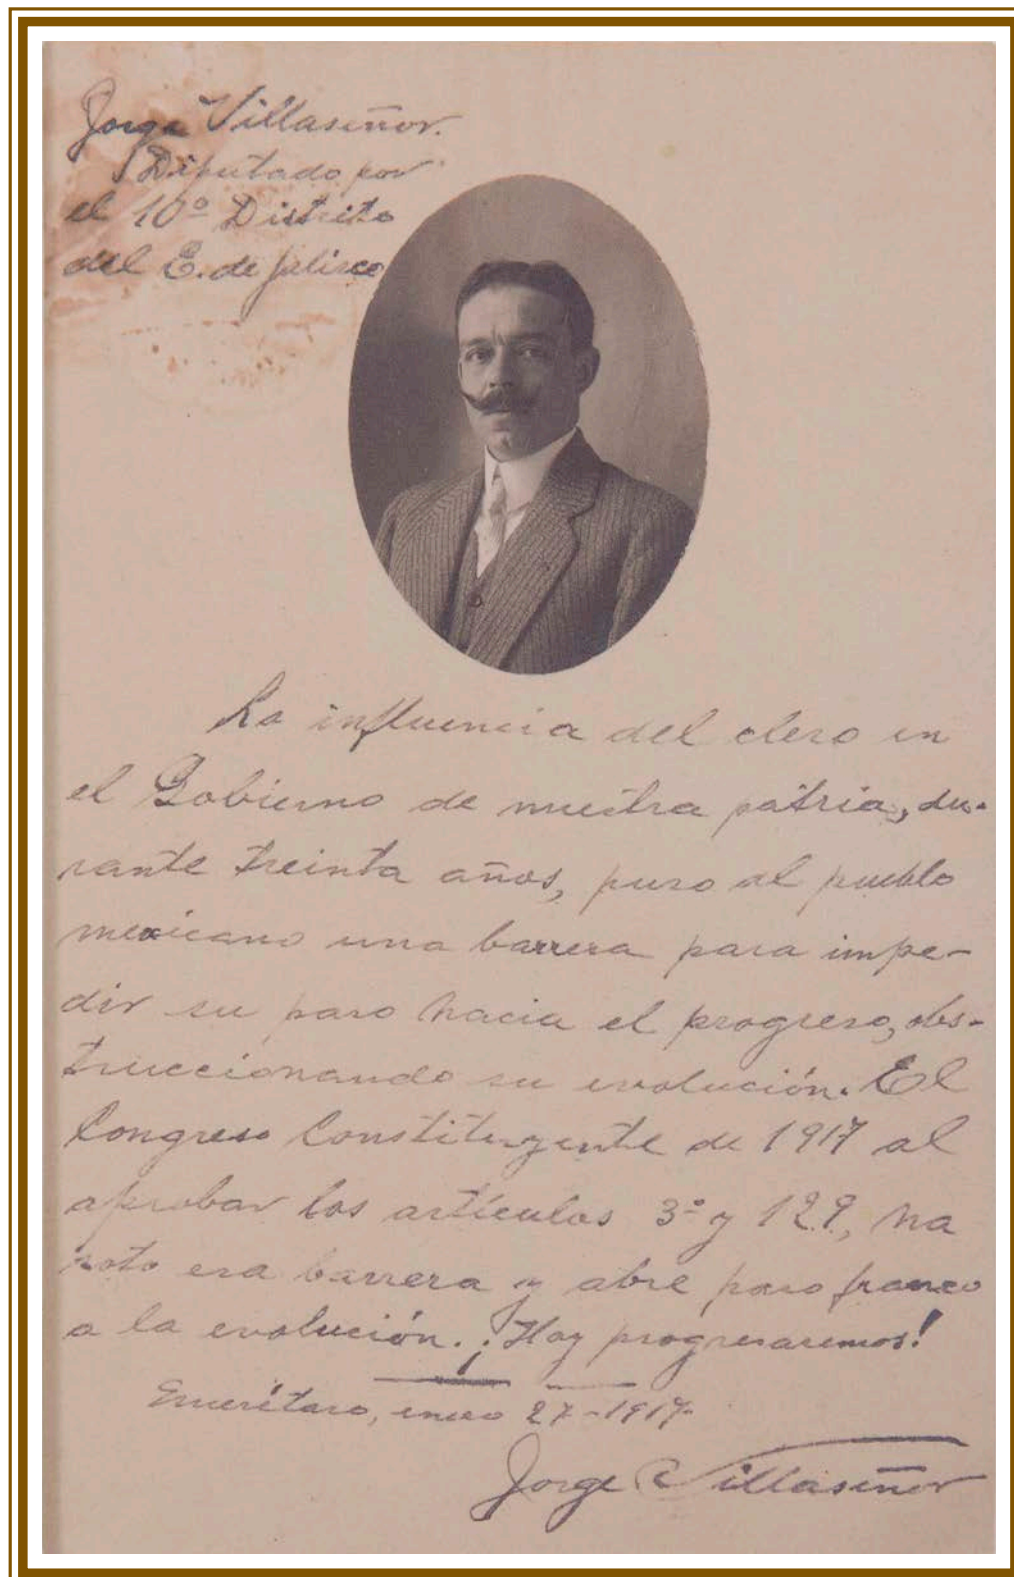 Jorge Villaseñor.
Diputado por
el 10º Distrito
del E. de Jalisco
La influencia del clero en
el Gobierno de nuestra pátria, du-
rante treinta años, puso al pueblo
mexicano una barrera para impe-
dir su paso hacia el progreso, obs-
truccionando su evolución. El
Congreso Constituyente de 1917 al
aprobar los artículos 3º y 129, ha
roto esa barrera y abre paso franco
a la evolución. ¡Hoy progresaremos!
Querétaro, enero 27-1917-
Jorge Villaseñor